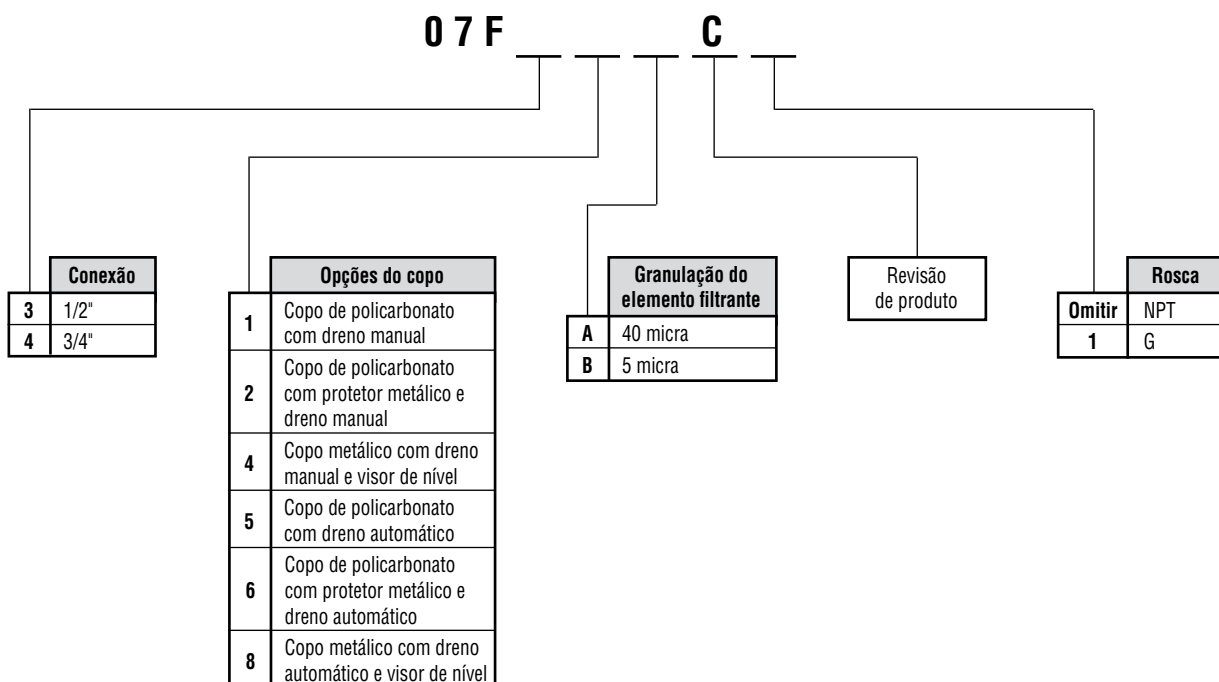 07F C
Conexão
3 1/2"
4 3/4"
Opções do copo
1 Copo de policarbonato
com dreno manual
2 Copo de policarbonato
com protetor metálico e
dreno manual
4 Copo metálico com dreno
manual e visor de nível
5 Copo de policarbonato
com dreno automático
6 Copo de policarbonato
com protetor metálico e
dreno automático
8 Copo metálico com dreno
automático e visor de nível
Granulação do
elemento filtrante
A 40 micra
B 5 micra
Revisão
de produto
Rosca
Omitir NPT
1 G